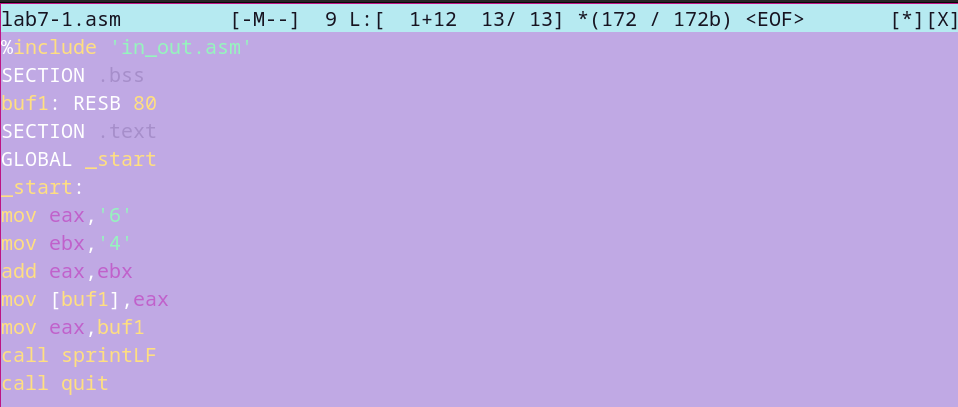 lab7-1.asm [-M--] 9 L:[ 1+12 13/ 13] *(172 / 172b) <EOF> [*][X]
%include 'in_out.asm'
SECTION .bss
buf1: RESB 80
SECTION .text
GLOBAL _start
_start:
mov eax,'6'
mov ebx,'4'
add eax,ebx
mov [buf1],eax
mov eax,buf1
call sprintLF
call quit